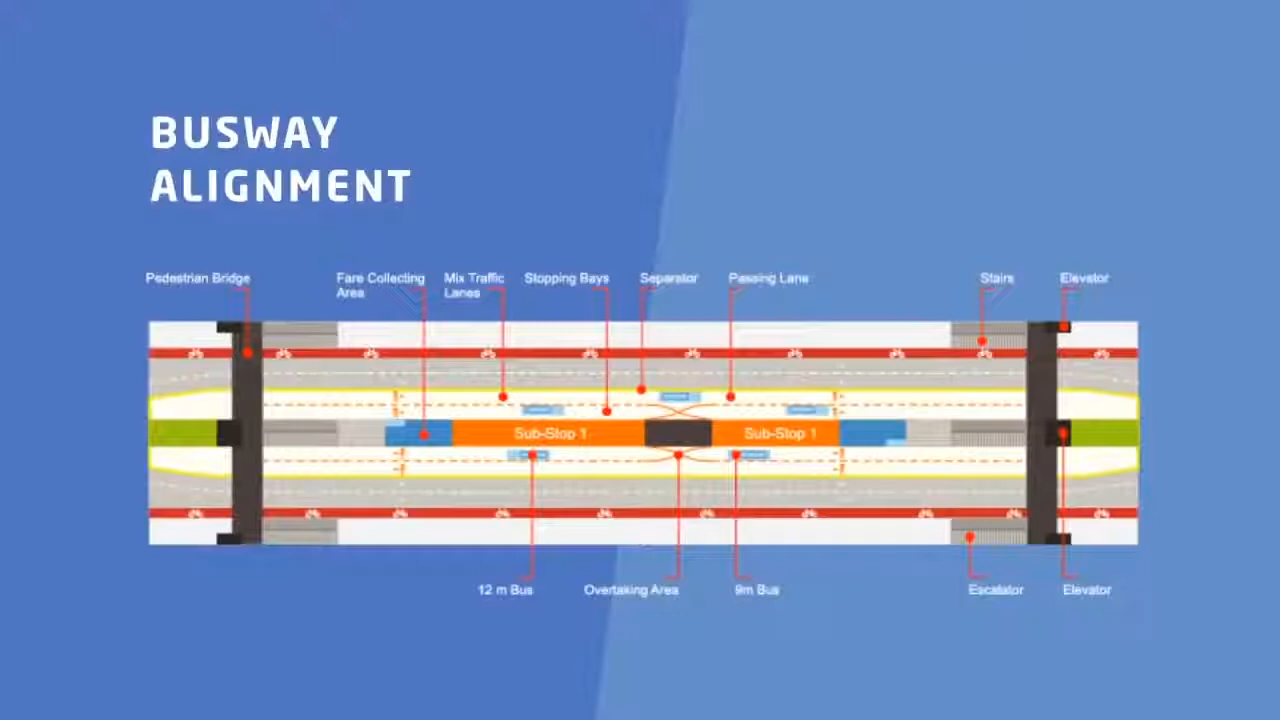 BUSWAY
ALIGNMENT
Pedestrian Bridge
Fare Collecting
Area
Mix Traffic
Lanes
Stopping Bays
Separator
Passing Lane
Stairs
Elevator
Sub-Stop 1
Sub-Stop 1
12 m Bus
Overtaking Area
9m Bus
Escalator
Elevator